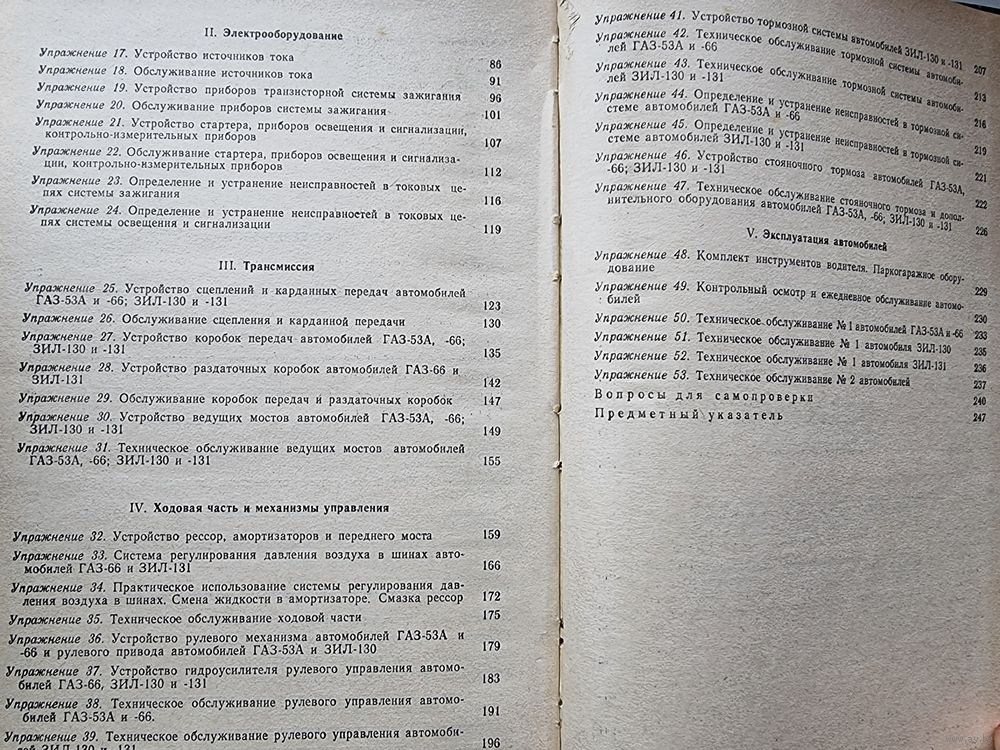 II. Электрооборудование
Упражнение 17. Устройство источников тока 86
Упражнение 18. Обслуживание источников тока 91
Упражнение 19. Устройство приборов транзисторной системы зажигания 96
Упражнение 20. Обслуживание приборов системы зажигания 101
Упражнение 21. Устройство стартера, приборов освещения и сигнализации,
контрольно-измерительных приборов 107
Упражнение 22. Обслуживание стартера, приборов освещения и сигнализа-
ции, контрольно-измерительных приборов 112
Упражнение 23. Определение и устранение неисправностей в токовых це-
пях системы зажигания 116
Упражнение 24. Определение и устранение неисправностей в токовых це-
пях системы освещения и сигнализации 119
III. Трансмиссия
Упражнение 25. Устройство сцеплений и карданных передач автомобилей
ГАЗ-53А и -66; ЗИЛ-130 и -131 123
Упражнение 26. Обслуживание сцепления и карданной передачи 130
Упражнение 27. Устройство коробок передач автомобилей ГАЗ-53А, -66;
ЗИЛ-130 и -131 135
Упражнение 28. Устройство раздаточных коробок автомобилей ГАЗ-66 и
ЗИЛ-131 142
Упражнение 29. Обслуживание коробок передач и раздаточных коробок 147
Упражнение 30. Устройство ведущих мостов автомобилей ГАЗ-53А, -66;
ЗИЛ-130 и -131 149
Упражнение 31. Техническое обслуживание ведущих мостов автомобилей
ГАЗ-53А, -66; ЗИЛ-130 и -131 155
IV. Ходовая часть и механизмы управления
Упражнение 32. Устройство рессор, амортизаторов и переднего моста 159
Упражнение 33. Система регулирования давления воздуха в шинах авто-
мобилей ГАЗ-66 и ЗИЛ-131 166
Упражнение 34. Практическое использование системы регулирования дав-
ления воздуха в шинах. Смена жидкости в амортизаторе. Смазка рессор 172
Упражнение 35. Техническое обслуживание ходовой части 175
Упражнение 36. Устройство рулевого механизма автомобилей ГАЗ-53А и
-66 и рулевого привода автомобилей ГАЗ-53А и ЗИЛ-130 179
Упражнение 37. Устройство гидроусилителя рулевого управления автомо-
билей ГАЗ-66, ЗИЛ-130 и -131 183
Упражнение 38. Техническое обслуживание рулевого управления автомо-
билей ГАЗ-53А и -66. 191
Упражнение 39. Техническое обслуживание рулевого управления автомоби-
лей ЗИЛ-130 и -131 196
Упражнение 41. Устройство тормозной системы автомобилей ЗИЛ-130 и -131 207
Упражнение 42. Техническое обслуживание тормозной системы автомоби-
лей ГАЗ-53А и -66 213
Упражнение 43. Техническое обслуживание тормозной системы автомоби-
лей ЗИЛ-130 и -131 216
Упражнение 44. Определение и устранение неисправностей в тормозной си-
стеме автомобилей ГАЗ-53А и -66 219
Упражнение 45. Определение и устранение неисправностей в тормозной си-
стеме автомобилей ЗИЛ-130 и -131 221
Упражнение 46. Устройство стояночного тормоза автомобилей ГАЗ-53А,
-66; ЗИЛ-130 и -131 222
Упражнение 47. Техническое обслуживание стояночного тормоза и допол-
нительного оборудования автомобилей ГАЗ-53А, -66; ЗИЛ-130 и -131 226
V. Эксплуатация автомобилей
Упражнение 48. Комплект инструментов водителя. Паркогаражное обору-
дование 229
Упражнение 49. Контрольный осмотр и ежедневное обслуживание автомо-
билей 230
Упражнение 50. Техническое обслуживание № 1 автомобилей ГАЗ-53А и -66 233
Упражнение 51. Техническое обслуживание № 1 автомобиля ЗИЛ-130 235
Упражнение 52. Техническое обслуживание № 1 автомобиля ЗИЛ-131 236
Упражнение 53. Техническое обслуживание № 2 автомобилей 237
Вопросы для самопроверки 240
Предметный указатель 247